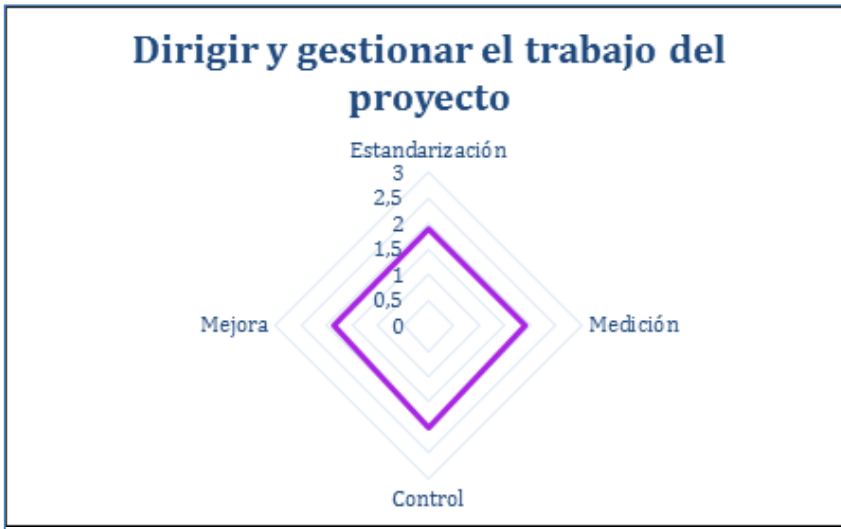 Dirigir y gestionar el trabajo del
proyecto
Estandarización
3
2,5
2
1,5
1
0,5
0
Mejora
Medición
Control